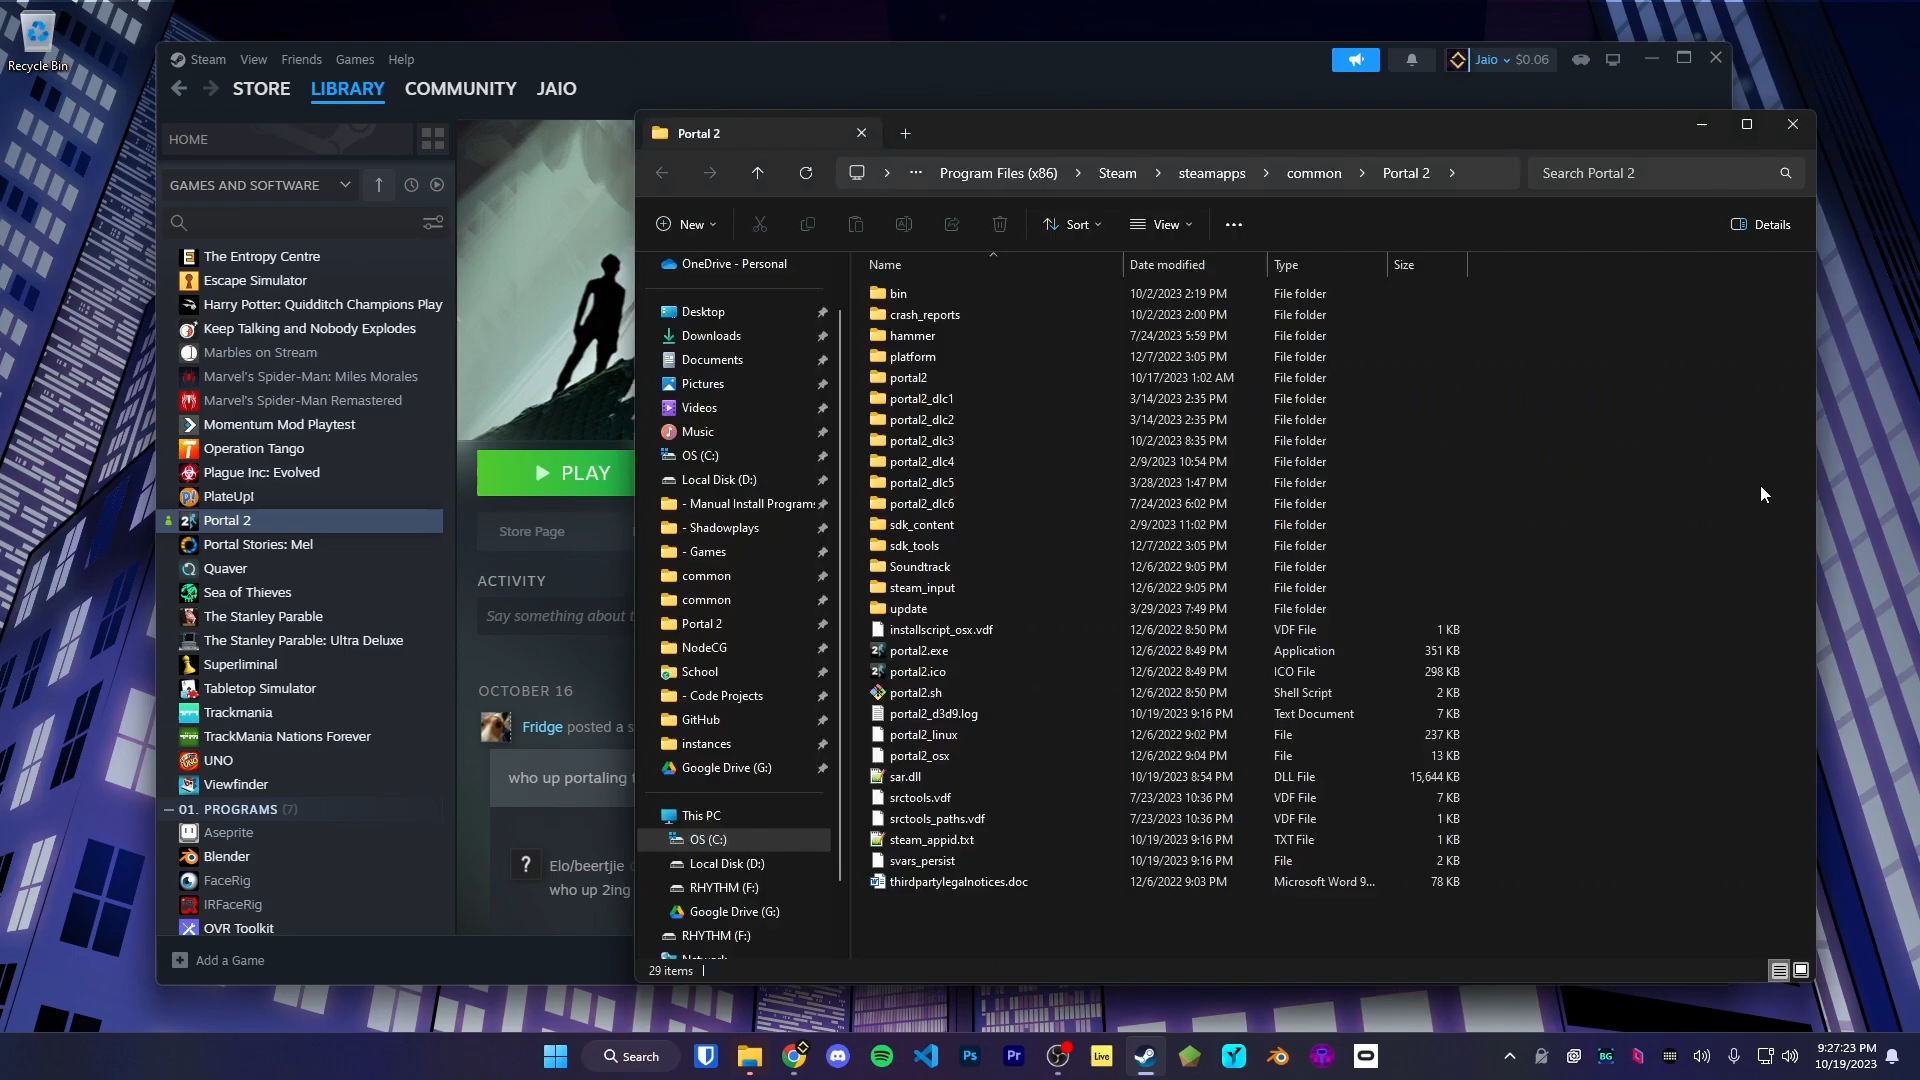 Recycle Bin
Steam View Friends Games Help
Jaio $0.06
STORE LIBRARY COMMUNITY JAIO
HOME
GAMES AND SOFTWARE
The Entropy Centre
Escape Simulator
Harry Potter: Quidditch Champions Play
Keep Talking and Nobody Explodes
Marbles on Stream
Marvel's Spider-Man: Miles Morales
Marvel's Spider-Man Remastered
Momentum Mod Playtest
Operation Tango
Plague Inc: Evolved
PlateUp!
Portal 2
Portal Stories: Mel
Quaver
Sea of Thieves
The Stanley Parable
The Stanley Parable: Ultra Deluxe
Superliminal
Tabletop Simulator
Trackmania
TrackMania Nations Forever
UNO
Viewfinder
01. PROGRAMS (7)
Aseprite
Blender
FaceRig
IRFaceRig
OVR Toolkit
Add a Game
PLAY
Store Page
ACTIVITY
Say something about t
OCTOBER 16
Fridge posted a s
who up portaling t
?
Elo/beertjie
who up 2ing
Portal 2
Program Files (x86) Steam steamapps common Portal 2
Search Portal 2
New Sort View Details
OneDrive - Personal
Desktop
Downloads
Documents
Pictures
Videos
Music
OS (C:)
Local Disk (D:)
- Manual Install Programs
- Shadowplays
- Games
common
common
Portal 2
NodeCG
School
- Code Projects
GitHub
instances
Google Drive (G:)
This PC
OS (C:)
Local Disk (D:)
RHYTHM (F:)
Google Drive (G:)
RHYTHM (F:)
Network
Name Date modified Type Size
bin 10/2/2023 2:19 PM File folder
crash_reports 10/2/2023 2:00 PM File folder
hammer 7/24/2023 5:59 PM File folder
platform 12/7/2022 3:05 PM File folder
portal2 10/17/2023 1:02 AM File folder
portal2_dlc1 3/14/2023 2:35 PM File folder
portal2_dlc2 3/14/2023 2:35 PM File folder
portal2_dlc3 10/2/2023 8:35 PM File folder
portal2_dlc4 2/9/2023 10:54 PM File folder
portal2_dlc5 3/28/2023 1:47 PM File folder
portal2_dlc6 7/24/2023 6:02 PM File folder
sdk_content 2/9/2023 11:02 PM File folder
sdk_tools 12/7/2022 3:05 PM File folder
Soundtrack 12/6/2022 9:05 PM File folder
steam_input 12/6/2022 9:05 PM File folder
update 3/29/2023 7:49 PM File folder
installscript_osx.vdf 12/6/2022 8:50 PM VDF File 1 KB
portal2.exe 12/6/2022 8:49 PM Application 351 KB
portal2.ico 12/6/2022 8:49 PM ICO File 298 KB
portal2.sh 12/6/2022 8:50 PM Shell Script 2 KB
portal2_d3d9.log 10/19/2023 9:16 PM Text Document 7 KB
portal2_linux 12/6/2022 9:02 PM File 237 KB
portal2_osx 12/6/2022 9:04 PM File 13 KB
sar.dll 10/19/2023 8:54 PM DLL File 15,644 KB
srctools.vdf 7/23/2023 10:36 PM VDF File 7 KB
srctools_paths.vdf 7/23/2023 10:36 PM VDF File 1 KB
steam_appid.txt 10/19/2023 9:16 PM TXT File 1 KB
svars_persist 10/19/2023 9:16 PM File 2 KB
thirdpartylegalnotices.doc 12/6/2022 9:03 PM Microsoft Word 9... 78 KB
29 items
Search
Ps
Pr
Live
BG
9:27:23 PM
10/19/2023